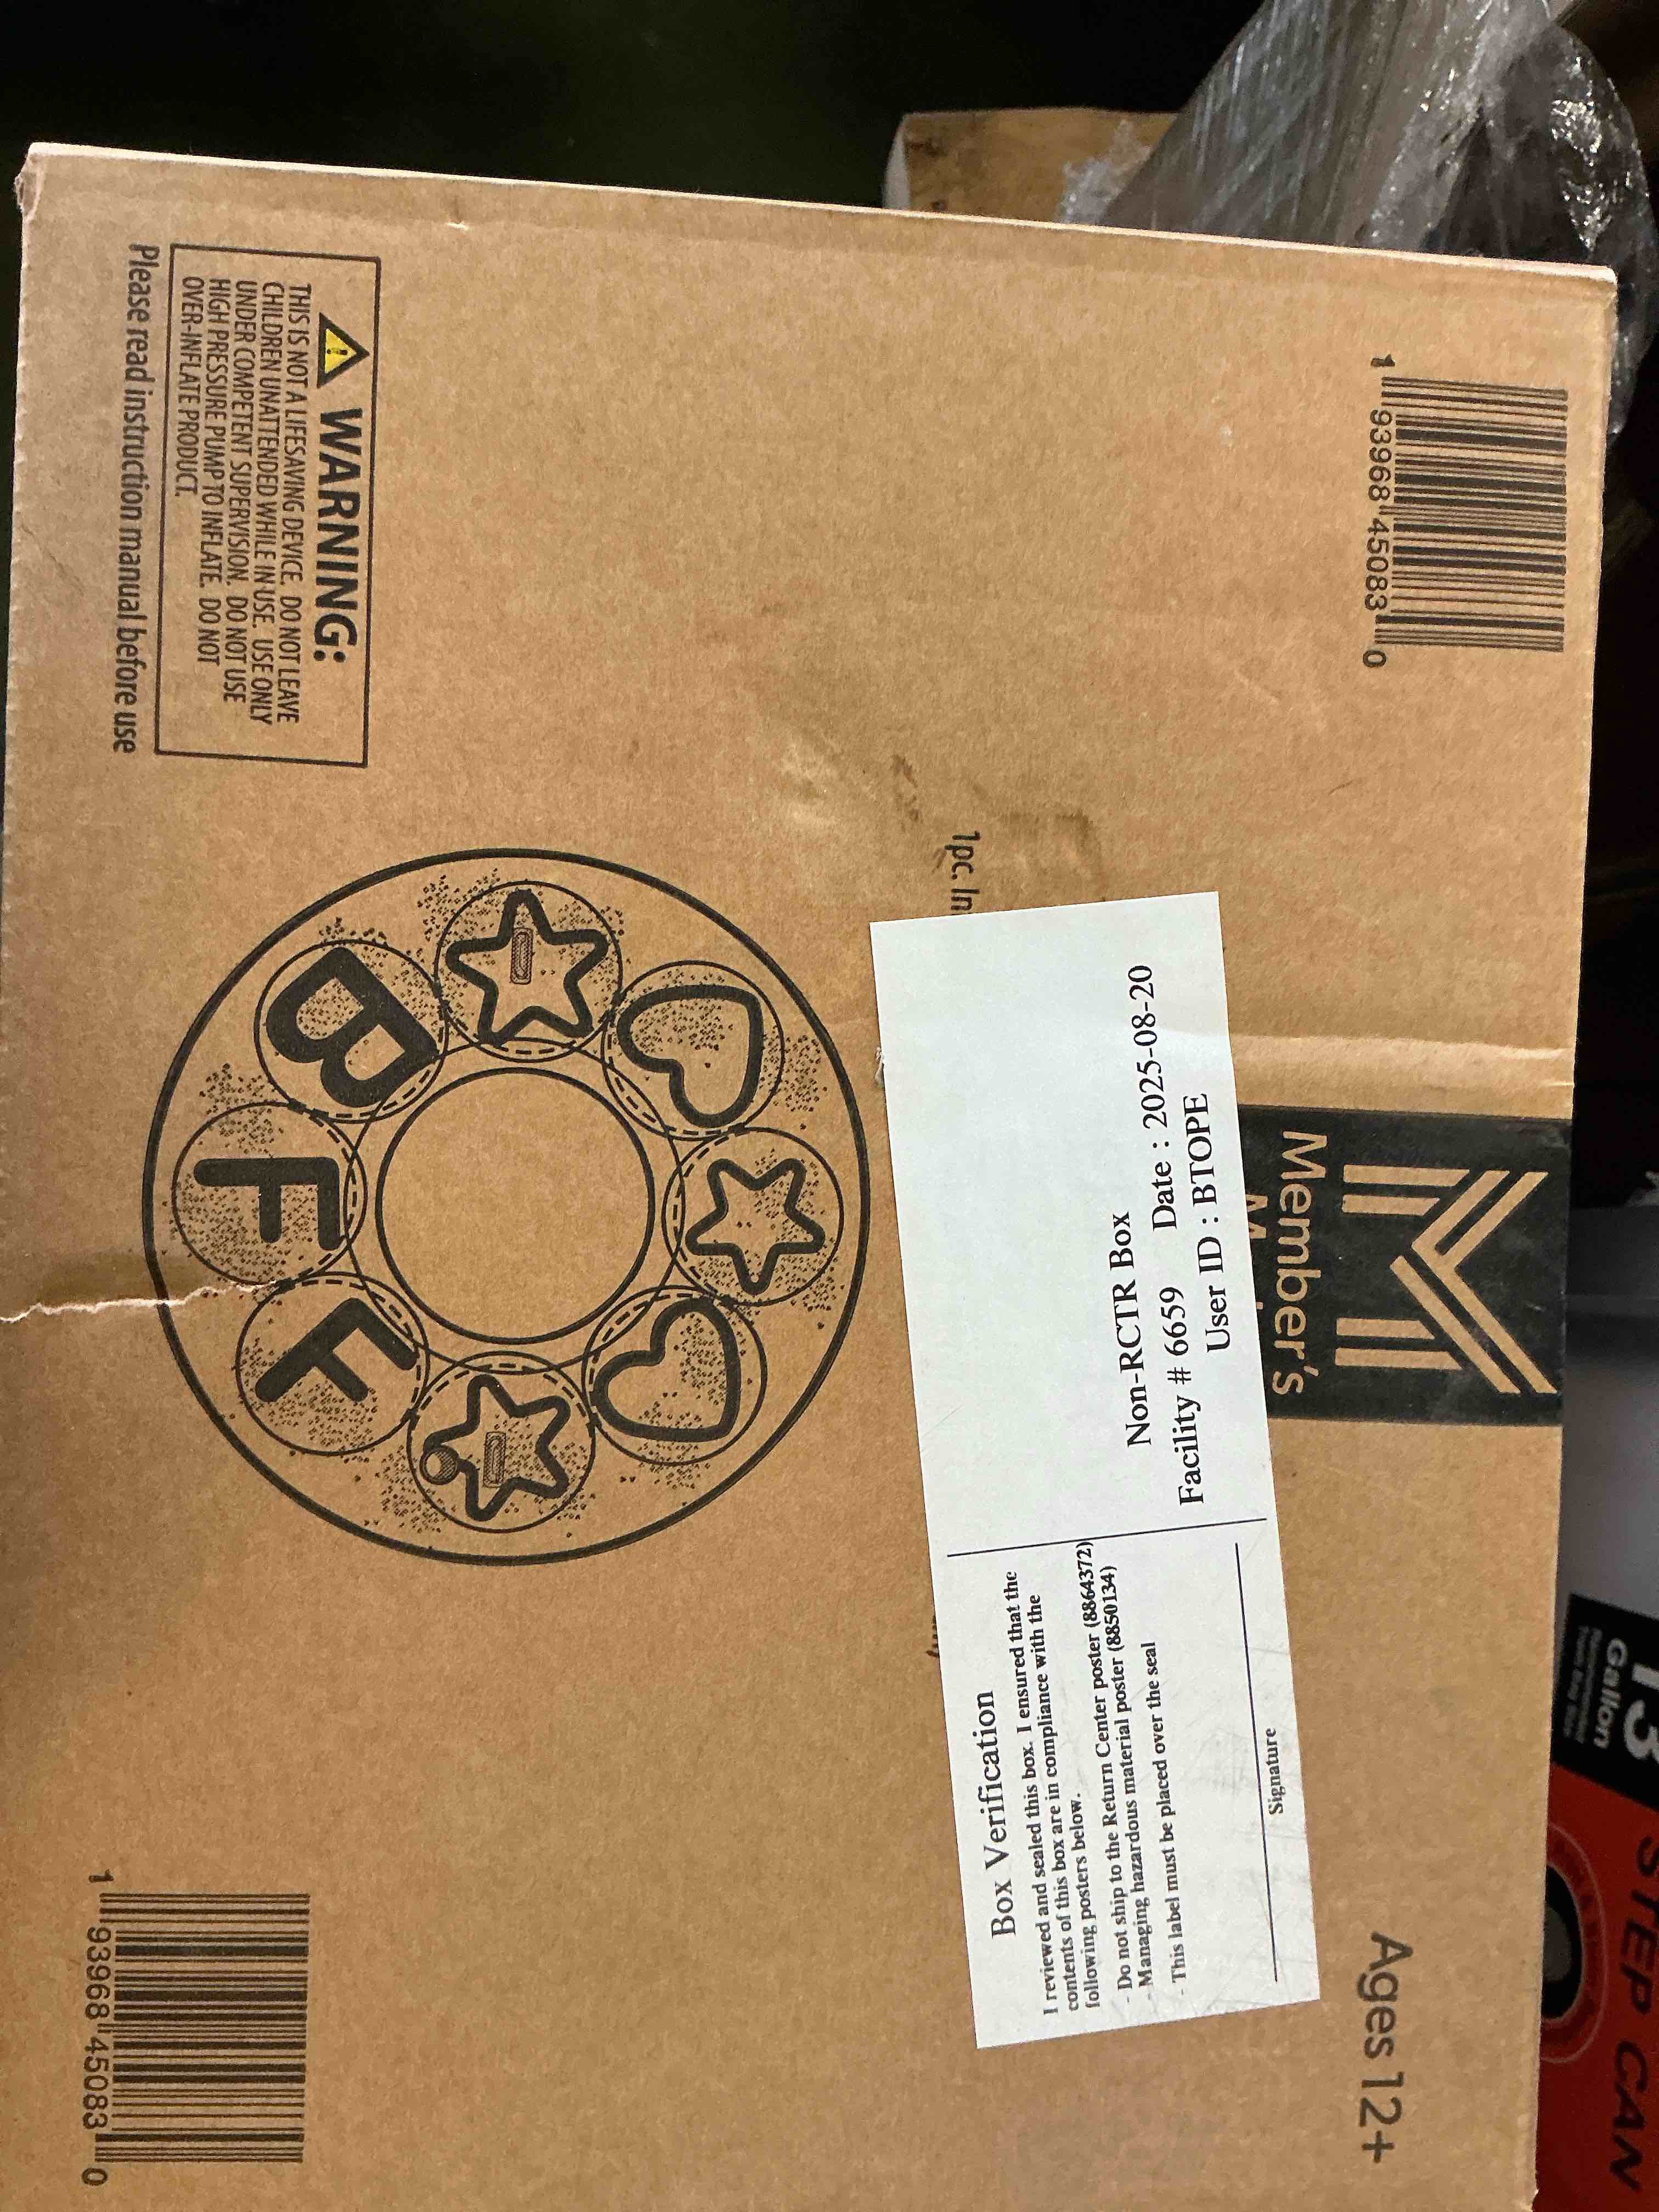 1 93968 45083 0
Member's
1pc. In
Ages 12+
B F F
⚠ WARNING:
THIS IS NOT A LIFESAVING DEVICE. DO NOT LEAVE
CHILDREN UNATTENDED WHILE IN USE. USE ONLY
UNDER COMPETENT SUPERVISION. DO NOT USE
HIGH PRESSURE PUMP TO INFLATE. DO NOT
OVER-INFLATE PRODUCT.
Please read instruction manual before use
1 93968 45083 0
Non-RCTR Box
Facility # 6659 Date : 2025-08-20
User ID : BTOPE
Box Verification
I reviewed and sealed this box. I ensured that the
contents of this box are in compliance with the
following posters below.
- Do not ship to the Return Center poster (8864372)
- Managing hazardous material poster (8850134)
- This label must be placed over the seal
Signature
13
Gallon
STEP CAN